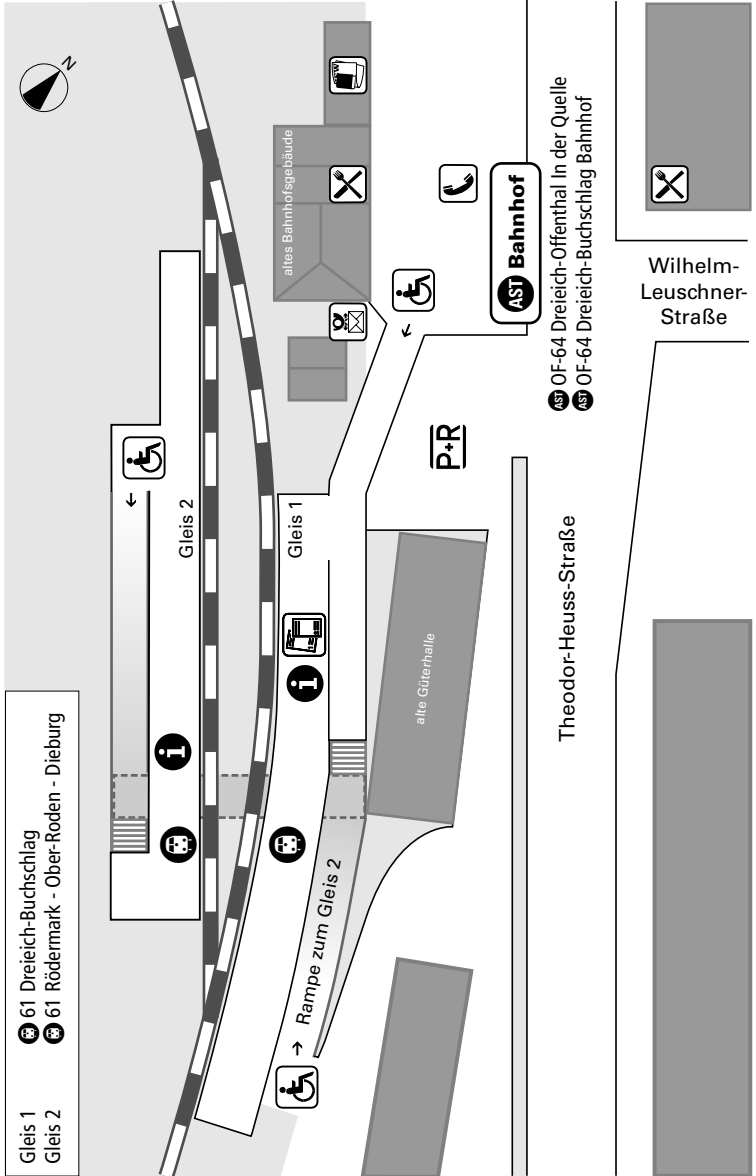 Gleis 1 61 Dreieich-Buchschlag
Gleis 2 61 Rödermark - Ober-Roden - Dieburg
N
altes Bahnhofsgebäude
Gleis 2
Gleis 1
alte Güterhalle
Rampe zum Gleis 2
P+R
AST Bahnhof
AST OF-64 Dreieich-Offenthal In der Quelle
AST OF-64 Dreieich-Buchschlag Bahnhof
Theodor-Heuss-Straße
Wilhelm-
Leuschner-
Straße